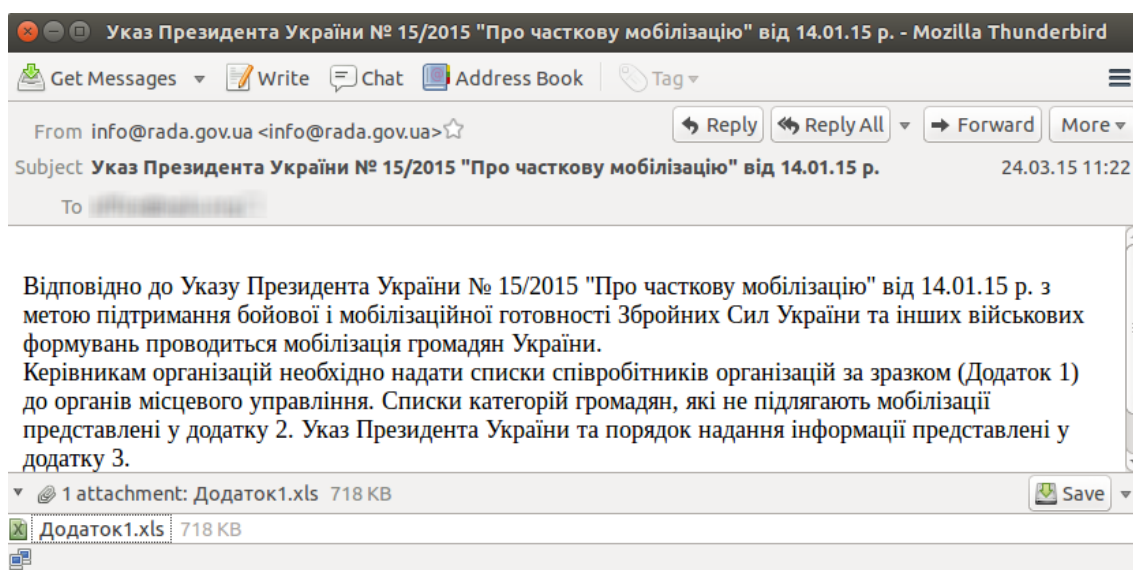 Указ Президента України № 15/2015 "Про часткову мобілізацію" від 14.01.15 р. - Mozilla Thunderbird
Get Messages Write Chat Address Book Tag
From info@rada.gov.ua <info@rada.gov.ua> Reply Reply All Forward More
Subject Указ Президента України № 15/2015 "Про часткову мобілізацію" від 14.01.15 р. 24.03.15 11:22
To
Відповідно до Указу Президента України № 15/2015 "Про часткову мобілізацію" від 14.01.15 р. з
метою підтримання бойової і мобілізаційної готовності Збройних Сил України та інших військових
формувань проводиться мобілізація громадян України.
Керівникам організацій необхідно надати списки співробітників організацій за зразком (Додаток 1)
до органів місцевого управління. Списки категорій громадян, які не підлягають мобілізації
представлені у додатку 2. Указ Президента України та порядок надання інформації представлені у
додатку 3.
1 attachment: Додаток1.xls 718 KB Save
Додаток1.xls 718 KB